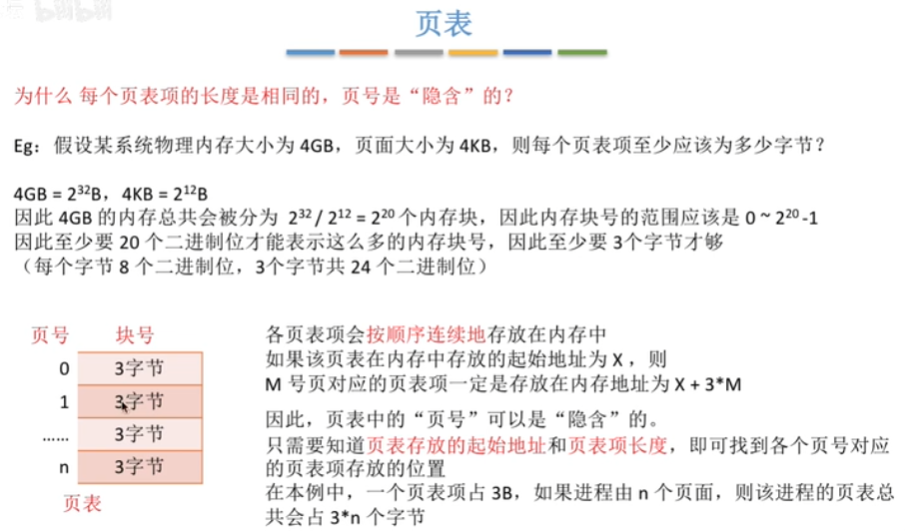 bilibili
页表
为什么 每个页表项的长度是相同的，页号是“隐含”的？
Eg：假设某系统物理内存大小为 4GB，页面大小为 4KB，则每个页表项至少应该为多少字节？
4GB = 2³²B，4KB = 2¹²B
因此 4GB 的内存总共会被分为 2³² / 2¹² = 2²⁰ 个内存块，因此内存块号的范围应该是 0 ~ 2²⁰ -1
因此至少要 20 个二进制位才能表示这么多的内存块号，因此至少要 3个字节才够
（每个字节 8 个二进制位，3个字节共 24 个二进制位）
页号 块号
0 3字节
1 3字节
...... 3字节
n 3字节
页表
各页表项会按顺序连续地存放在内存中
如果该页表在内存中存放的起始地址为 X ，则
M 号页对应的页表项一定是存放在内存地址为 X + 3*M
因此，页表中的“页号”可以是“隐含”的。
只需要知道页表存放的起始地址和页表项长度，即可找到各个页号对应
的页表项存放的位置
在本例中，一个页表项占 3B，如果进程由 n 个页面，则该进程的页表总
共会占 3*n 个字节